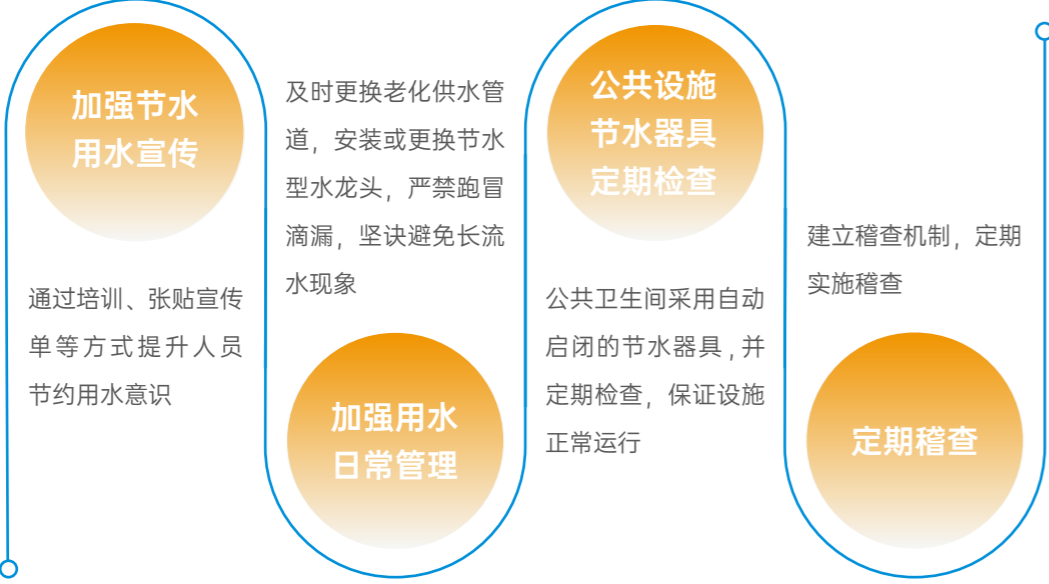 加强节水
用水宣传
通过培训、张贴宣传
单等方式提升人员
节约用水意识
及时更换老化供水管
道，安装或更换节水
型水龙头，严禁跑冒
滴漏，坚诀避免长流
水现象
加强用水
日常管理
公共设施
节水器具
定期检查
公共卫生间采用自动
启闭的节水器具，并
定期检查，保证设施
正常运行
建立稽查机制，定期
实施稽查
定期稽查